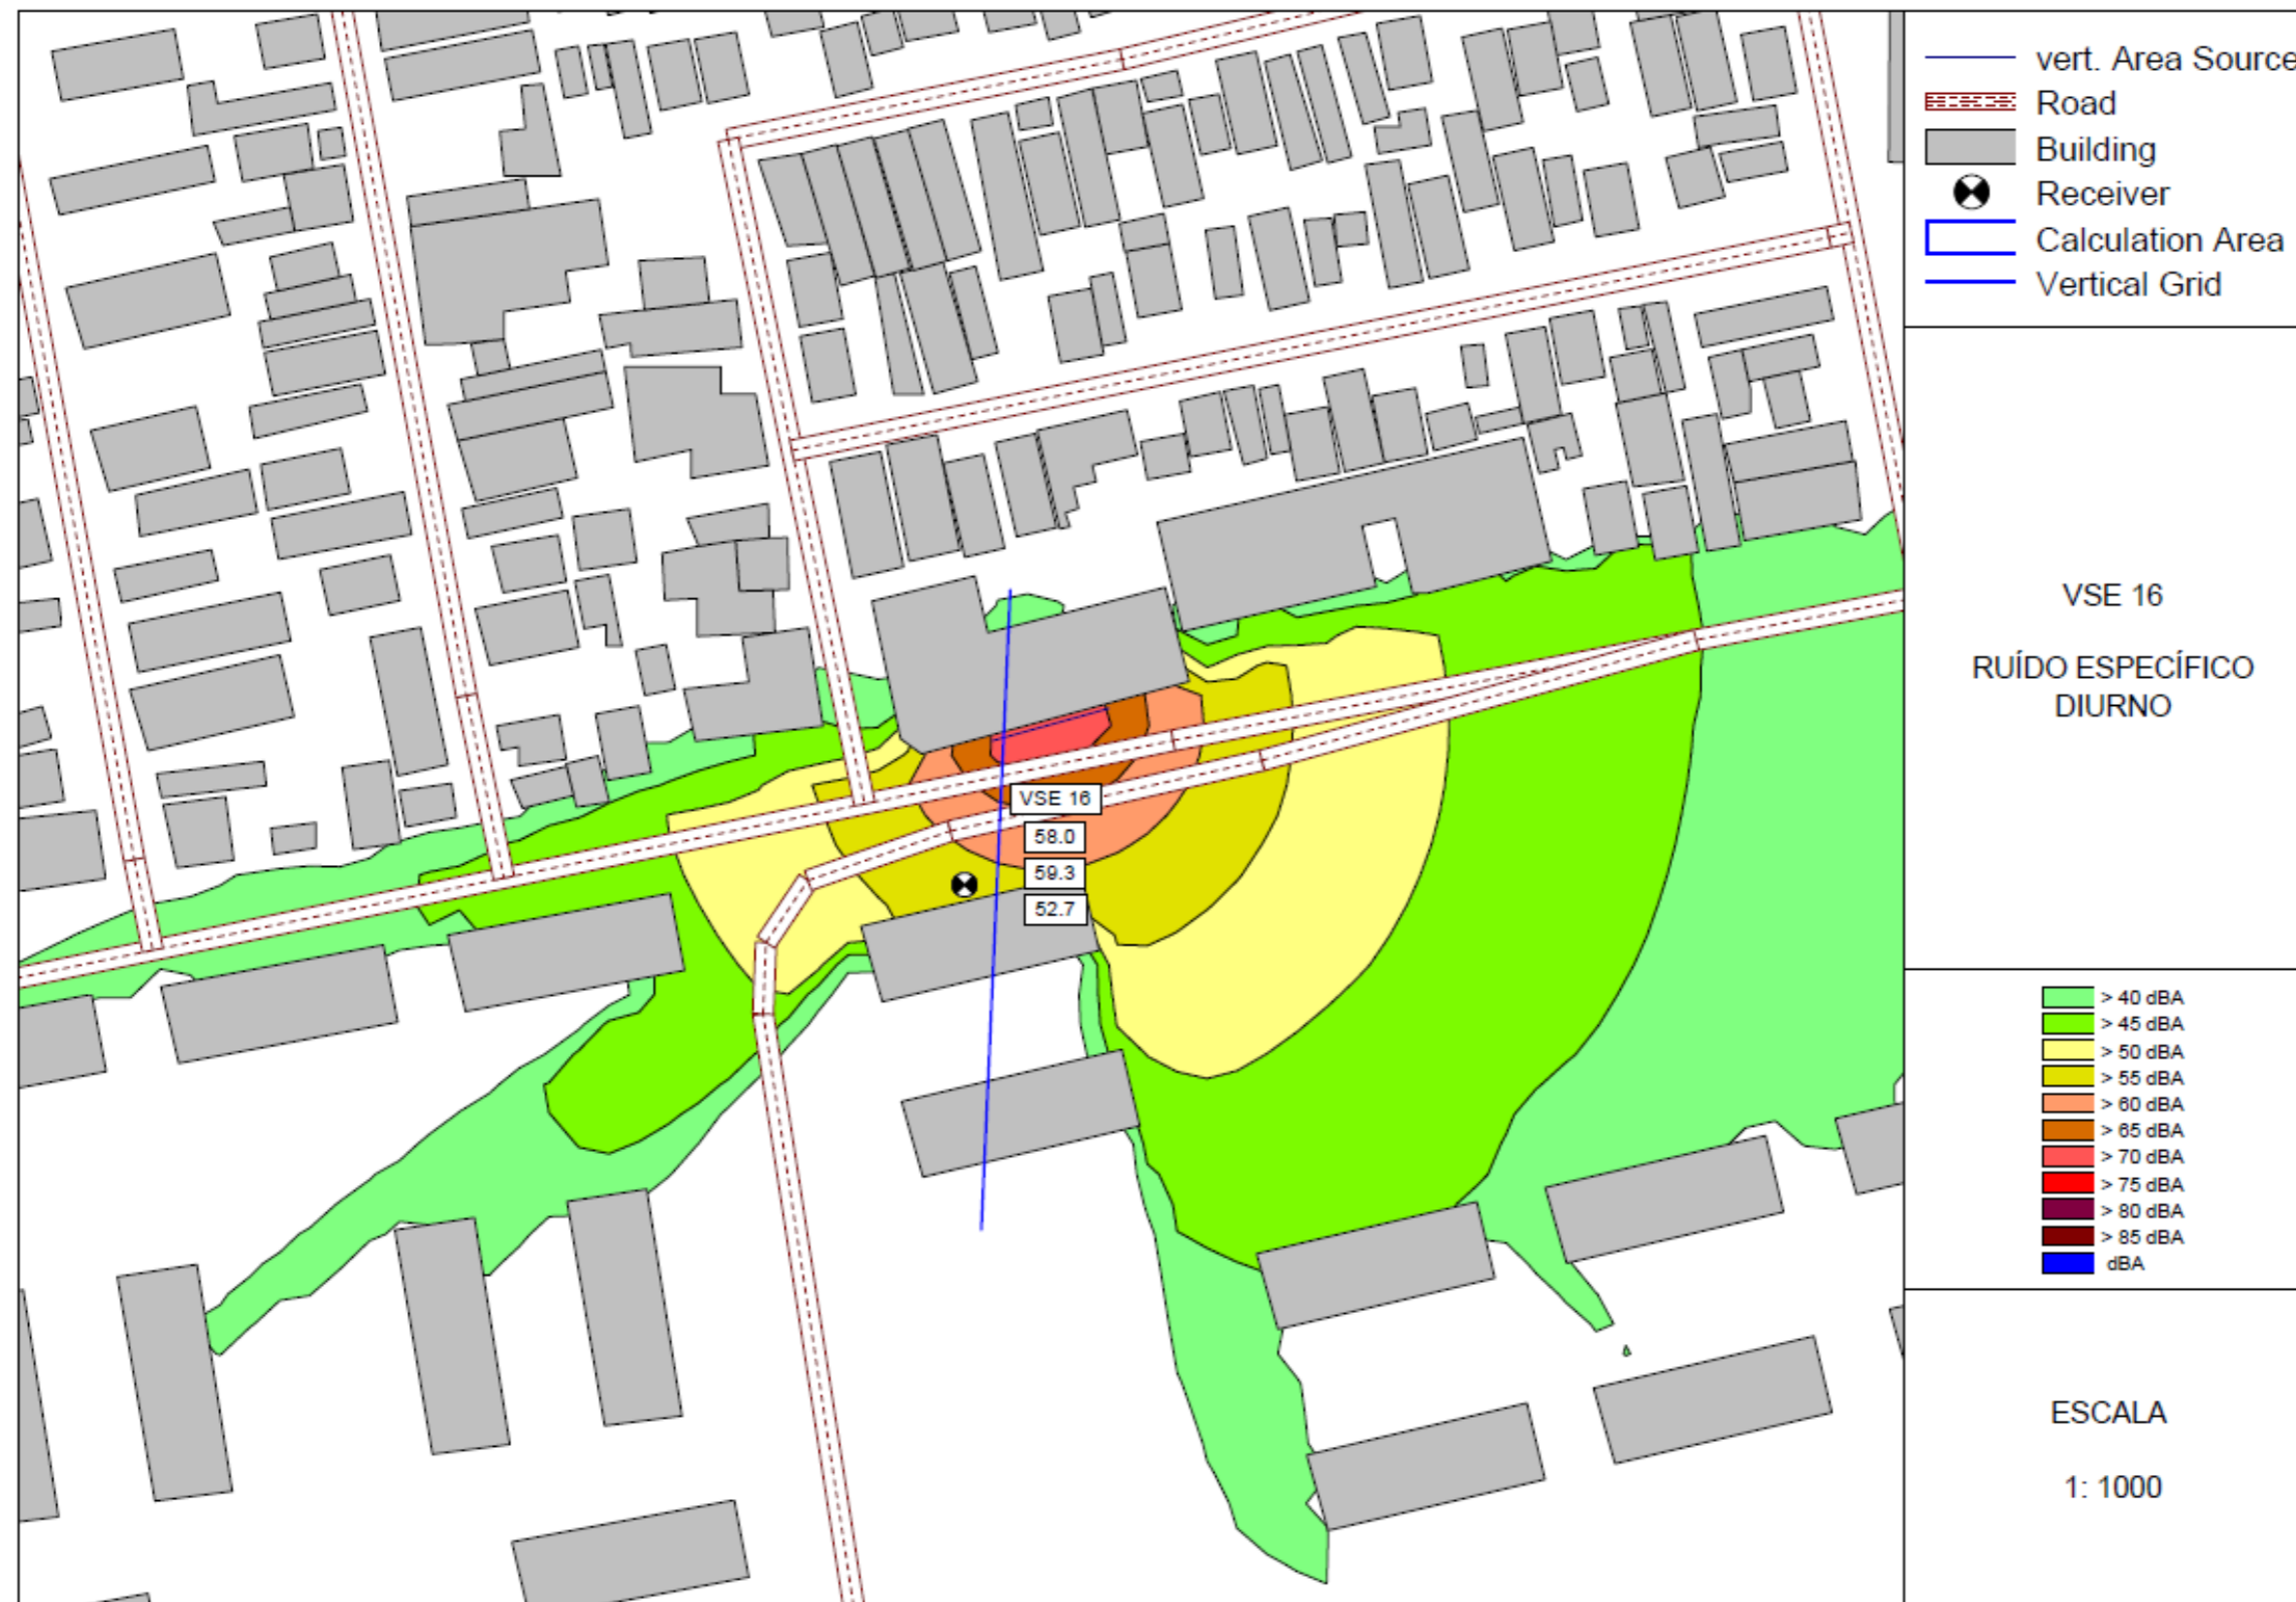 vert. Area Source
Road
Building
Receiver
Calculation Area
Vertical Grid
VSE 16
RUÍDO ESPECÍFICO
DIURNO
VSE 16
58.0
59.3
52.7
> 40 dBA
> 45 dBA
> 50 dBA
> 55 dBA
> 60 dBA
> 65 dBA
> 70 dBA
> 75 dBA
> 80 dBA
> 85 dBA
dBA
ESCALA
1: 1000